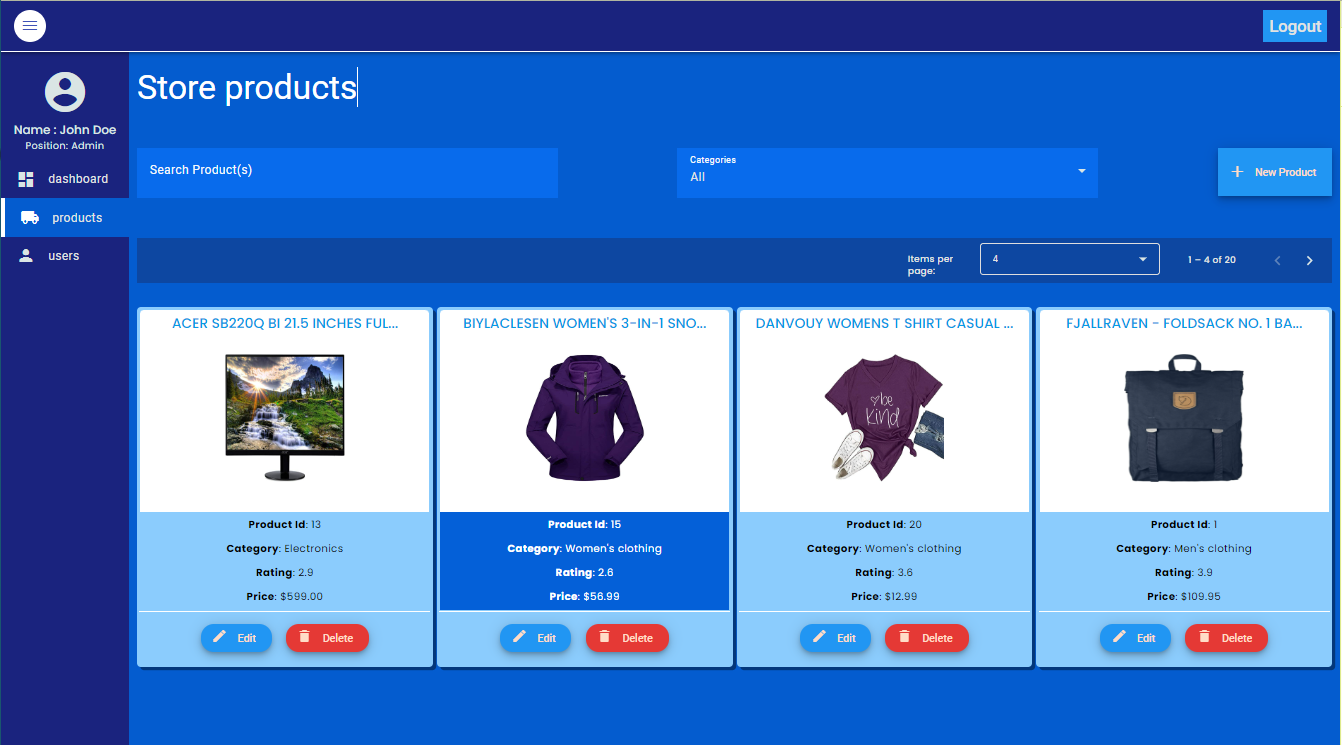 Logout
Store products
Name : John Doe
Position: Admin
dashboard
products
users
Search Product(s)
Categories
All
New Product
Items per
page:
4
1 – 4 of 20
ACER SB220Q BI 21.5 INCHES FUL...
Product Id: 13
Category: Electronics
Rating: 2.9
Price: $599.00
Edit
Delete
BIYLACLESEN WOMEN'S 3-IN-1 SNO...
Product Id: 15
Category: Women's clothing
Rating: 2.6
Price: $56.99
Edit
Delete
DANVOUY WOMENS T SHIRT CASUAL ...
be
kind
Product Id: 20
Category: Women's clothing
Rating: 3.6
Price: $12.99
Edit
Delete
FJALLRAVEN - FOLDSACK NO. 1 BA...
Product Id: 1
Category: Men's clothing
Rating: 3.9
Price: $109.95
Edit
Delete